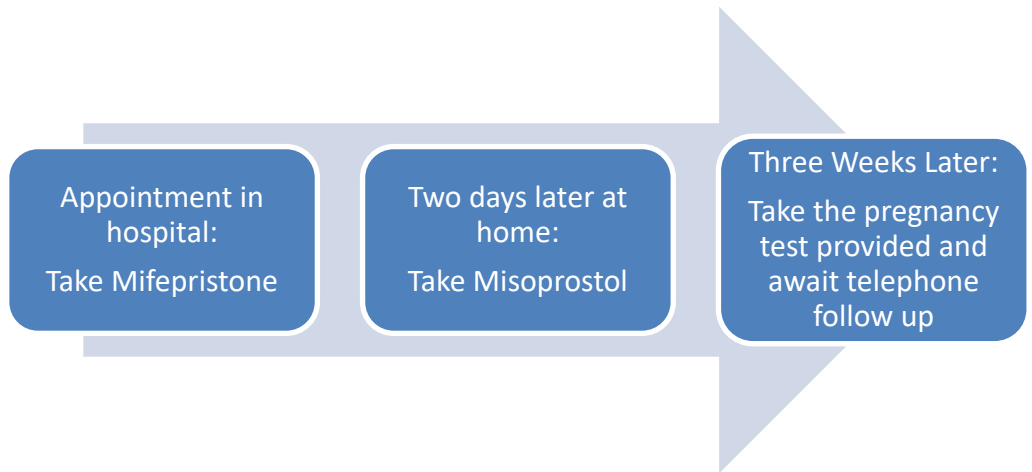 Appointment in
hospital:
Take Mifepristone
Two days later at
home:
Take Misoprostol
Three Weeks Later:
Take the pregnancy
test provided and
await telephone
follow up